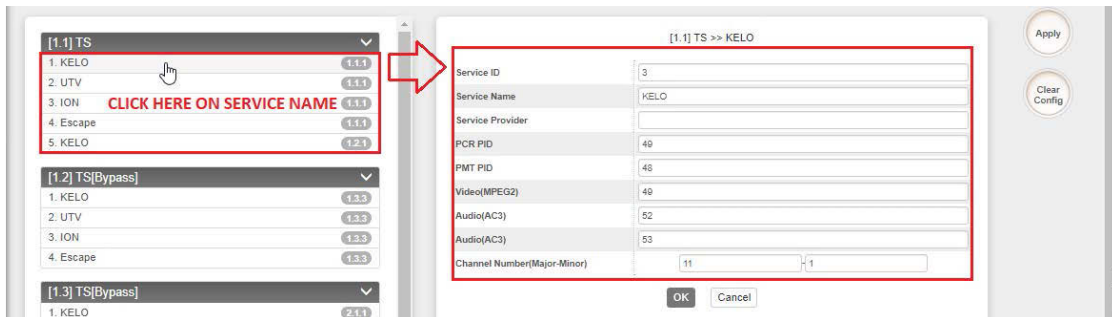 [1.1] TS
1. KELO 1.1.1
2. UTV 1.1.1
3. ION 1.1.1
4. Escape 1.1.1
5. KELO 1.2.1
CLICK HERE ON SERVICE NAME
[1.2] TS[Bypass]
1. KELO 1.3.3
2. UTV 1.3.3
3. ION 1.3.3
4. Escape 1.3.3
[1.3] TS[Bypass]
1. KELO 2.1.1
[1.1] TS >> KELO
Service ID 3
Service Name KELO
Service Provider
PCR PID 49
PMT PID 48
Video(MPEG2) 49
Audio(AC3) 52
Audio(AC3) 53
Channel Number(Major-Minor) 11 - 1
OK Cancel
Apply
Clear
Config